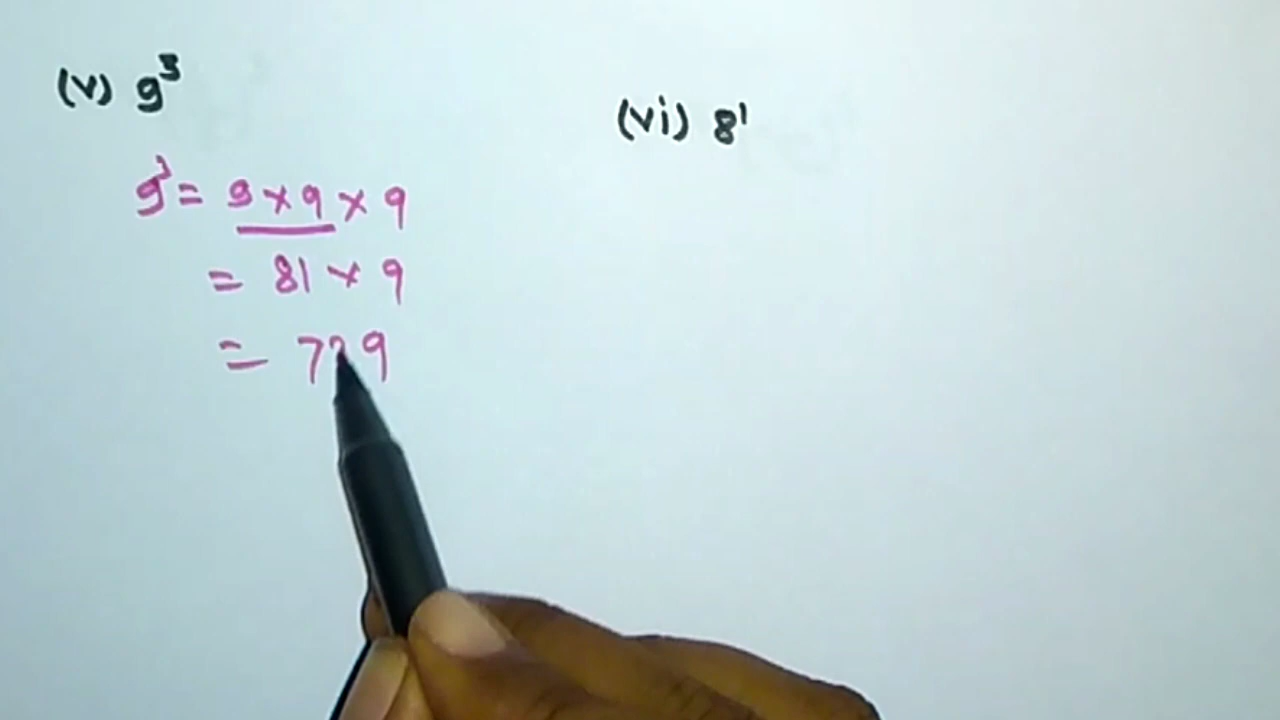 (v) 9³
9³ = 9 × 9 × 9
= 81 × 9
= 729
(vi) 8¹